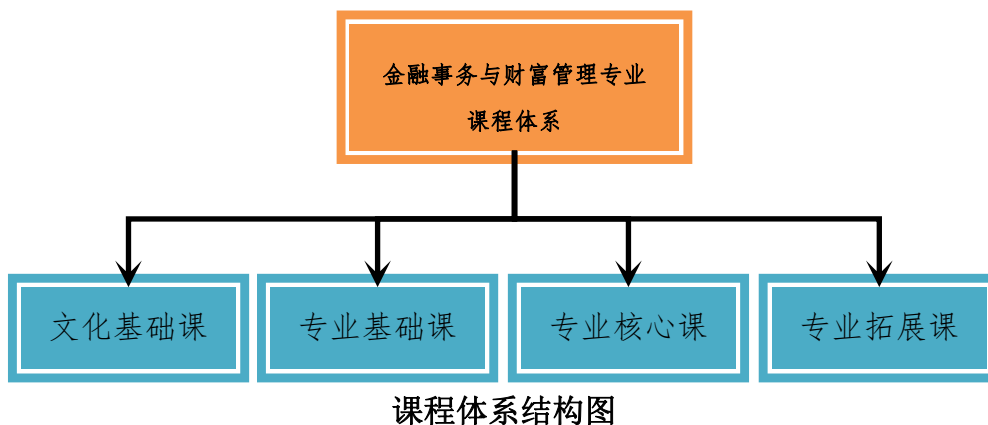 金融事务与财富管理专业
课程体系
文化基础课
专业基础课
专业核心课
专业拓展课
课程体系结构图